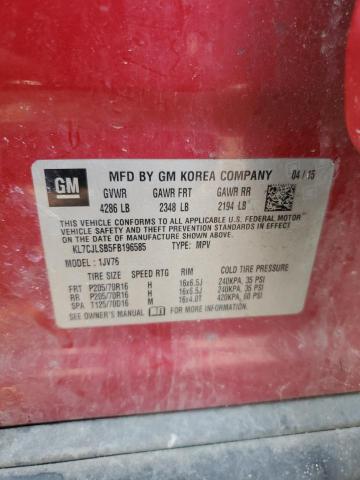 GM
MFD BY GM KOREA COMPANY 04 / 15
GVWR GAWR FRT GAWR RR
4286 LB 2348 LB 2194 LB
THIS VEHICLE CONFORMS TO ALL APPLICABLE U.S. FEDERAL MOTOR
VEHICLE SAFETY, BUMPER, AND THEFT PREVENTION STANDARDS
IN EFFECT ON THE DATE OF MANUFACTURE SHOWN ABOVE.
KL7CJLSB5FB196585 TYPE: MPV
MODEL: 1JV76
TIRE SIZE SPEED RTG RIM COLD TIRE PRESSURE
FRT P205/70R16 H 16x6.5J 240KPA, 35 PSI
RR P205/70R16 H 16x6.5J 240KPA, 35 PSI
SPA T125/70D16 M 16x4.0T 420KPA, 60 PSI
SEE OWNER'S MANUAL FOR ADDITIONAL INFORMATION